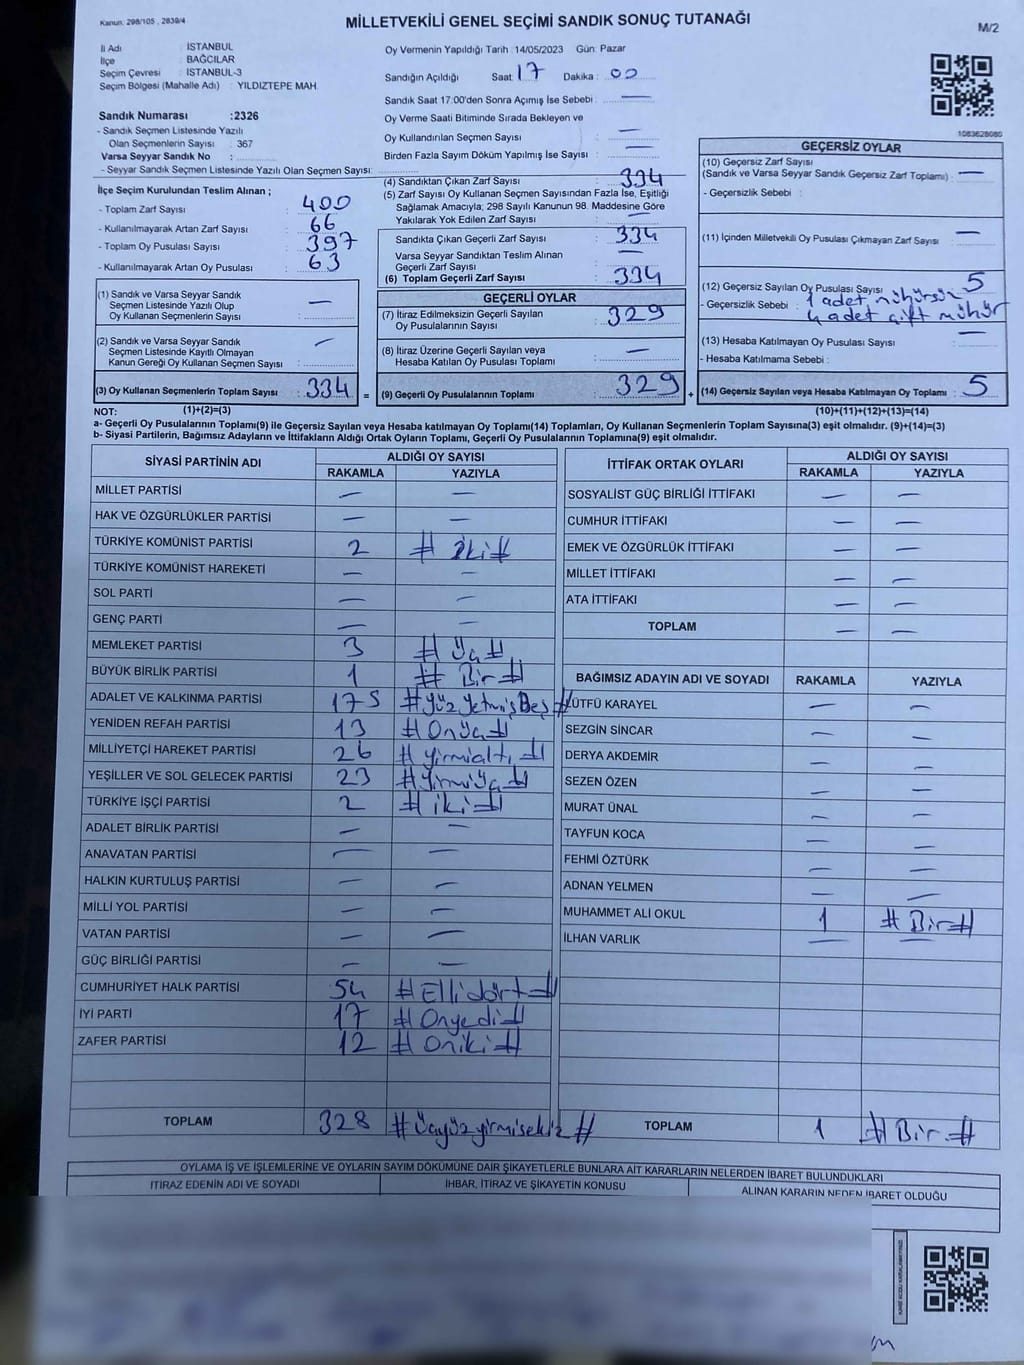 Kanun: 298/105, 2839/4
MİLLETVEKİLİ GENEL SEÇİMİ SANDIK SONUÇ TUTANAĞI
M/2
İl Adı İSTANBUL
İlçe BAĞCILAR
Seçim Çevresi İSTANBUL-3
Seçim Bölgesi (Mahalle Adı) : YILDIZTEPE MAH.
Sandık Numarası :2326
- Sandık Seçmen Listesinde Yazılı
Olan Seçmenlerin Sayısı : 367
Varsa Seyyar Sandık No :
- Seyyar Sandık Seçmen Listesinde Yazılı Olan Seçmen Sayısı:
Oy Vermenin Yapıldığı Tarih :14/05/2023 Gün: Pazar
Sandığın Açıldığı Saat: 17 Dakika : 00
Sandık Saat 17:00'den Sonra Açımış İse Sebebi : —
Oy Verme Saati Bitiminde Sırada Bekleyen ve
Oy Kullandırılan Seçmen Sayısı : —
Birden Fazla Sayım Döküm Yapılmış İse Sayısı : —
1083628080
İlçe Seçim Kurulundan Teslim Alınan ;
- Toplam Zarf Sayısı : 400
- Kullanılmayarak Artan Zarf Sayısı : 66
- Toplam Oy Pusulası Sayısı : 397
- Kullanılmayarak Artan Oy Pusulası : 63
(4) Sandıktan Çıkan Zarf Sayısı : 334
(5) Zarf Sayısı Oy Kullanan Seçmen Sayısından Fazla İse, Eşitliği
Sağlamak Amacıyla; 298 Sayılı Kanunun 98. Maddesine Göre
Yakılarak Yok Edilen Zarf Sayısı : —
Sandıkta Çıkan Geçerli Zarf Sayısı : 334
Varsa Seyyar Sandıktan Teslim Alınan
Geçerli Zarf Sayısı : —
(6) Toplam Geçerli Zarf Sayısı : 334
GEÇERSİZ OYLAR
(10) Geçersiz Zarf Sayısı
(Sandık ve Varsa Seyyar Sandık Geçersiz Zarf Toplamı) : —
- Geçersizlik Sebebi :
(11) İçinden Milletvekili Oy Pusulası Çıkmayan Zarf Sayısı : —
(12) Geçersiz Sayılan Oy Pusulası Sayısı : 5
- Geçersizlik Sebebi : 1 adet mühürsüz
4 adet çift mühür
(13) Hesaba Katılmayan Oy Pusulası Sayısı : —
- Hesaba Katılmama Sebebi :
(14) Geçersiz Sayılan veya Hesaba Katılmayan Oy Toplamı : 5
(1) Sandık ve Varsa Seyyar Sandık
Seçmen Listesinde Yazılı Olup
Oy Kullanan Seçmenlerin Sayısı : —
(2) Sandık ve Varsa Seyyar Sandık
Seçmen Listesinde Kayıtlı Olmayan
Kanun Gereği Oy Kullanan Seçmen Sayısı : —
(3) Oy Kullanan Seçmenlerin Toplam Sayısı : 334 =
GEÇERLİ OYLAR
(7) İtiraz Edilmeksizin Geçerli Sayılan
Oy Pusulalarının Sayısı : 329
(8) İtiraz Üzerine Geçerli Sayılan veya
Hesaba Katılan Oy Pusulası Toplamı : —
(9) Geçerli Oy Pusulalarının Toplamı : 329 +
NOT: (1)+(2)=(3) (10)+(11)+(12)+(13)=(14)
a- Geçerli Oy Pusulalarının Toplamı(9) ile Geçersiz Sayılan veya Hesaba katılmayan Oy Toplamı(14) Toplamları, Oy Kullanan Seçmenlerin Toplam Sayısına(3) eşit olmalıdır. (9)+(14)=(3)
b- Siyasi Partilerin, Bağımsız Adayların ve İttifakların Aldığı Ortak Oyların Toplamı, Geçerli Oy Pusulalarının Toplamına(9) eşit olmalıdır.
SİYASİ PARTİNİN ADI ALDIĞI OY SAYISI
RAKAMLA YAZIYLA
MİLLET PARTİSİ — —
HAK VE ÖZGÜRLÜKLER PARTİSİ — —
TÜRKİYE KOMÜNİST PARTİSİ 2 # iki #
TÜRKİYE KOMÜNİST HAREKETİ — —
SOL PARTİ — —
GENÇ PARTİ — —
MEMLEKET PARTİSİ 3 # Üç #
BÜYÜK BİRLİK PARTİSİ 1 # Bir #
ADALET VE KALKINMA PARTİSİ 175 # Yüz Yetmiş Beş #
YENİDEN REFAH PARTİSİ 13 # Onüç #
MİLLİYETÇİ HAREKET PARTİSİ 26 # yirmialtı #
YEŞİLLER VE SOL GELECEK PARTİSİ 23 # Yirmiüç #
TÜRKİYE İŞÇİ PARTİSİ 2 # iki #
ADALET BİRLİK PARTİSİ — —
ANAVATAN PARTİSİ — —
HALKIN KURTULUŞ PARTİSİ — —
MİLLİ YOL PARTİSİ — —
VATAN PARTİSİ — —
GÜÇ BİRLİĞİ PARTİSİ — —
CUMHURİYET HALK PARTİSİ 54 # Ellidört #
İYİ PARTİ 17 # Onyedi #
ZAFER PARTİSİ 12 # Oniki #
TOPLAM 328 # Üçyüzyirmisekiz #
İTTİFAK ORTAK OYLARI ALDIĞI OY SAYISI
RAKAMLA YAZIYLA
SOSYALİST GÜÇ BİRLİĞİ İTTİFAKI — —
CUMHUR İTTİFAKI — —
EMEK VE ÖZGÜRLÜK İTTİFAKI — —
MİLLET İTTİFAKI — —
ATA İTTİFAKI — —
TOPLAM — —
BAĞIMSIZ ADAYIN ADI VE SOYADI RAKAMLA YAZIYLA
LÜTFÜ KARAYEL — —
SEZGİN SİNCAR — —
DERYA AKDEMİR — —
SEZEN ÖZEN — —
MURAT ÜNAL — —
TAYFUN KOCA — —
FEHMİ ÖZTÜRK — —
ADNAN YELMEN — —
MUHAMMET ALİ OKUL 1 # Bir #
İLHAN VARLIK — —
TOPLAM 1 # Bir #
OYLAMA İŞ VE İŞLEMLERİNE VE OYLARIN SAYIM DÖKÜMÜNE DAİR ŞİKAYETLERLE BUNLARA AİT KARARLARIN NELERDEN İBARET BULUNDUKLARI
İTİRAZ EDENİN ADI VE SOYADI İHBAR, İTİRAZ VE ŞİKAYETİN KONUSU ALINAN KARARIN NEDEN İBARET OLDUĞU